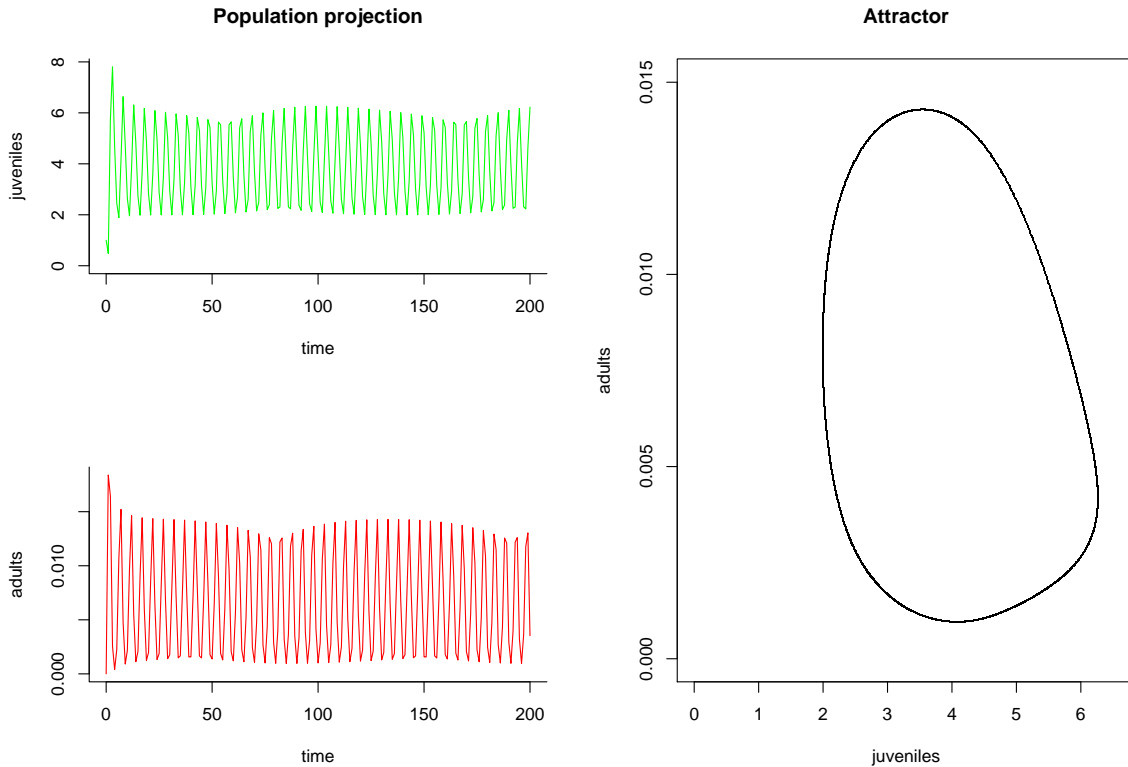 Population projection
juveniles
0 2 4 6 8
0 50 100 150 200
time
adults
0.000 0.010
0 50 100 150 200
time
Attractor
adults
0.000 0.005 0.010 0.015
0 1 2 3 4 5 6
juveniles